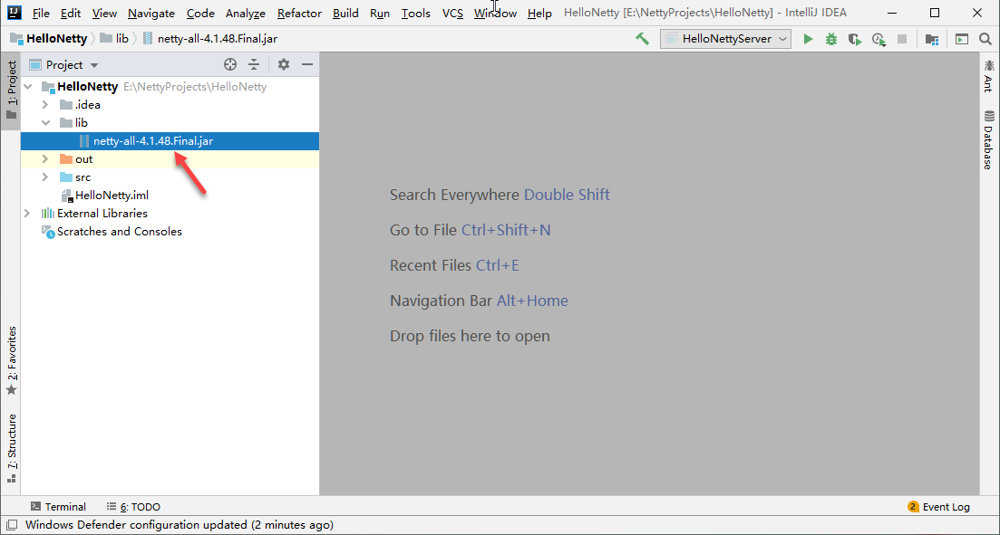 File Edit View Navigate Code Analyze Refactor Build Run Tools VCS Window Help HelloNetty [E:\NettyProjects\HelloNetty] - IntelliJ IDEA
HelloNetty lib netty-all-4.1.48.Final.jar HelloNettyServer
1: Project
Project
HelloNetty E:\NettyProjects\HelloNetty
.idea
lib
netty-all-4.1.48.Final.jar
out
src
HelloNetty.iml
External Libraries
Scratches and Consoles
Search Everywhere Double Shift
Go to File Ctrl+Shift+N
Recent Files Ctrl+E
Navigation Bar Alt+Home
Drop files here to open
Ant
Database
2: Favorites
7: Structure
Terminal 6: TODO 2 Event Log
Windows Defender configuration updated (2 minutes ago)